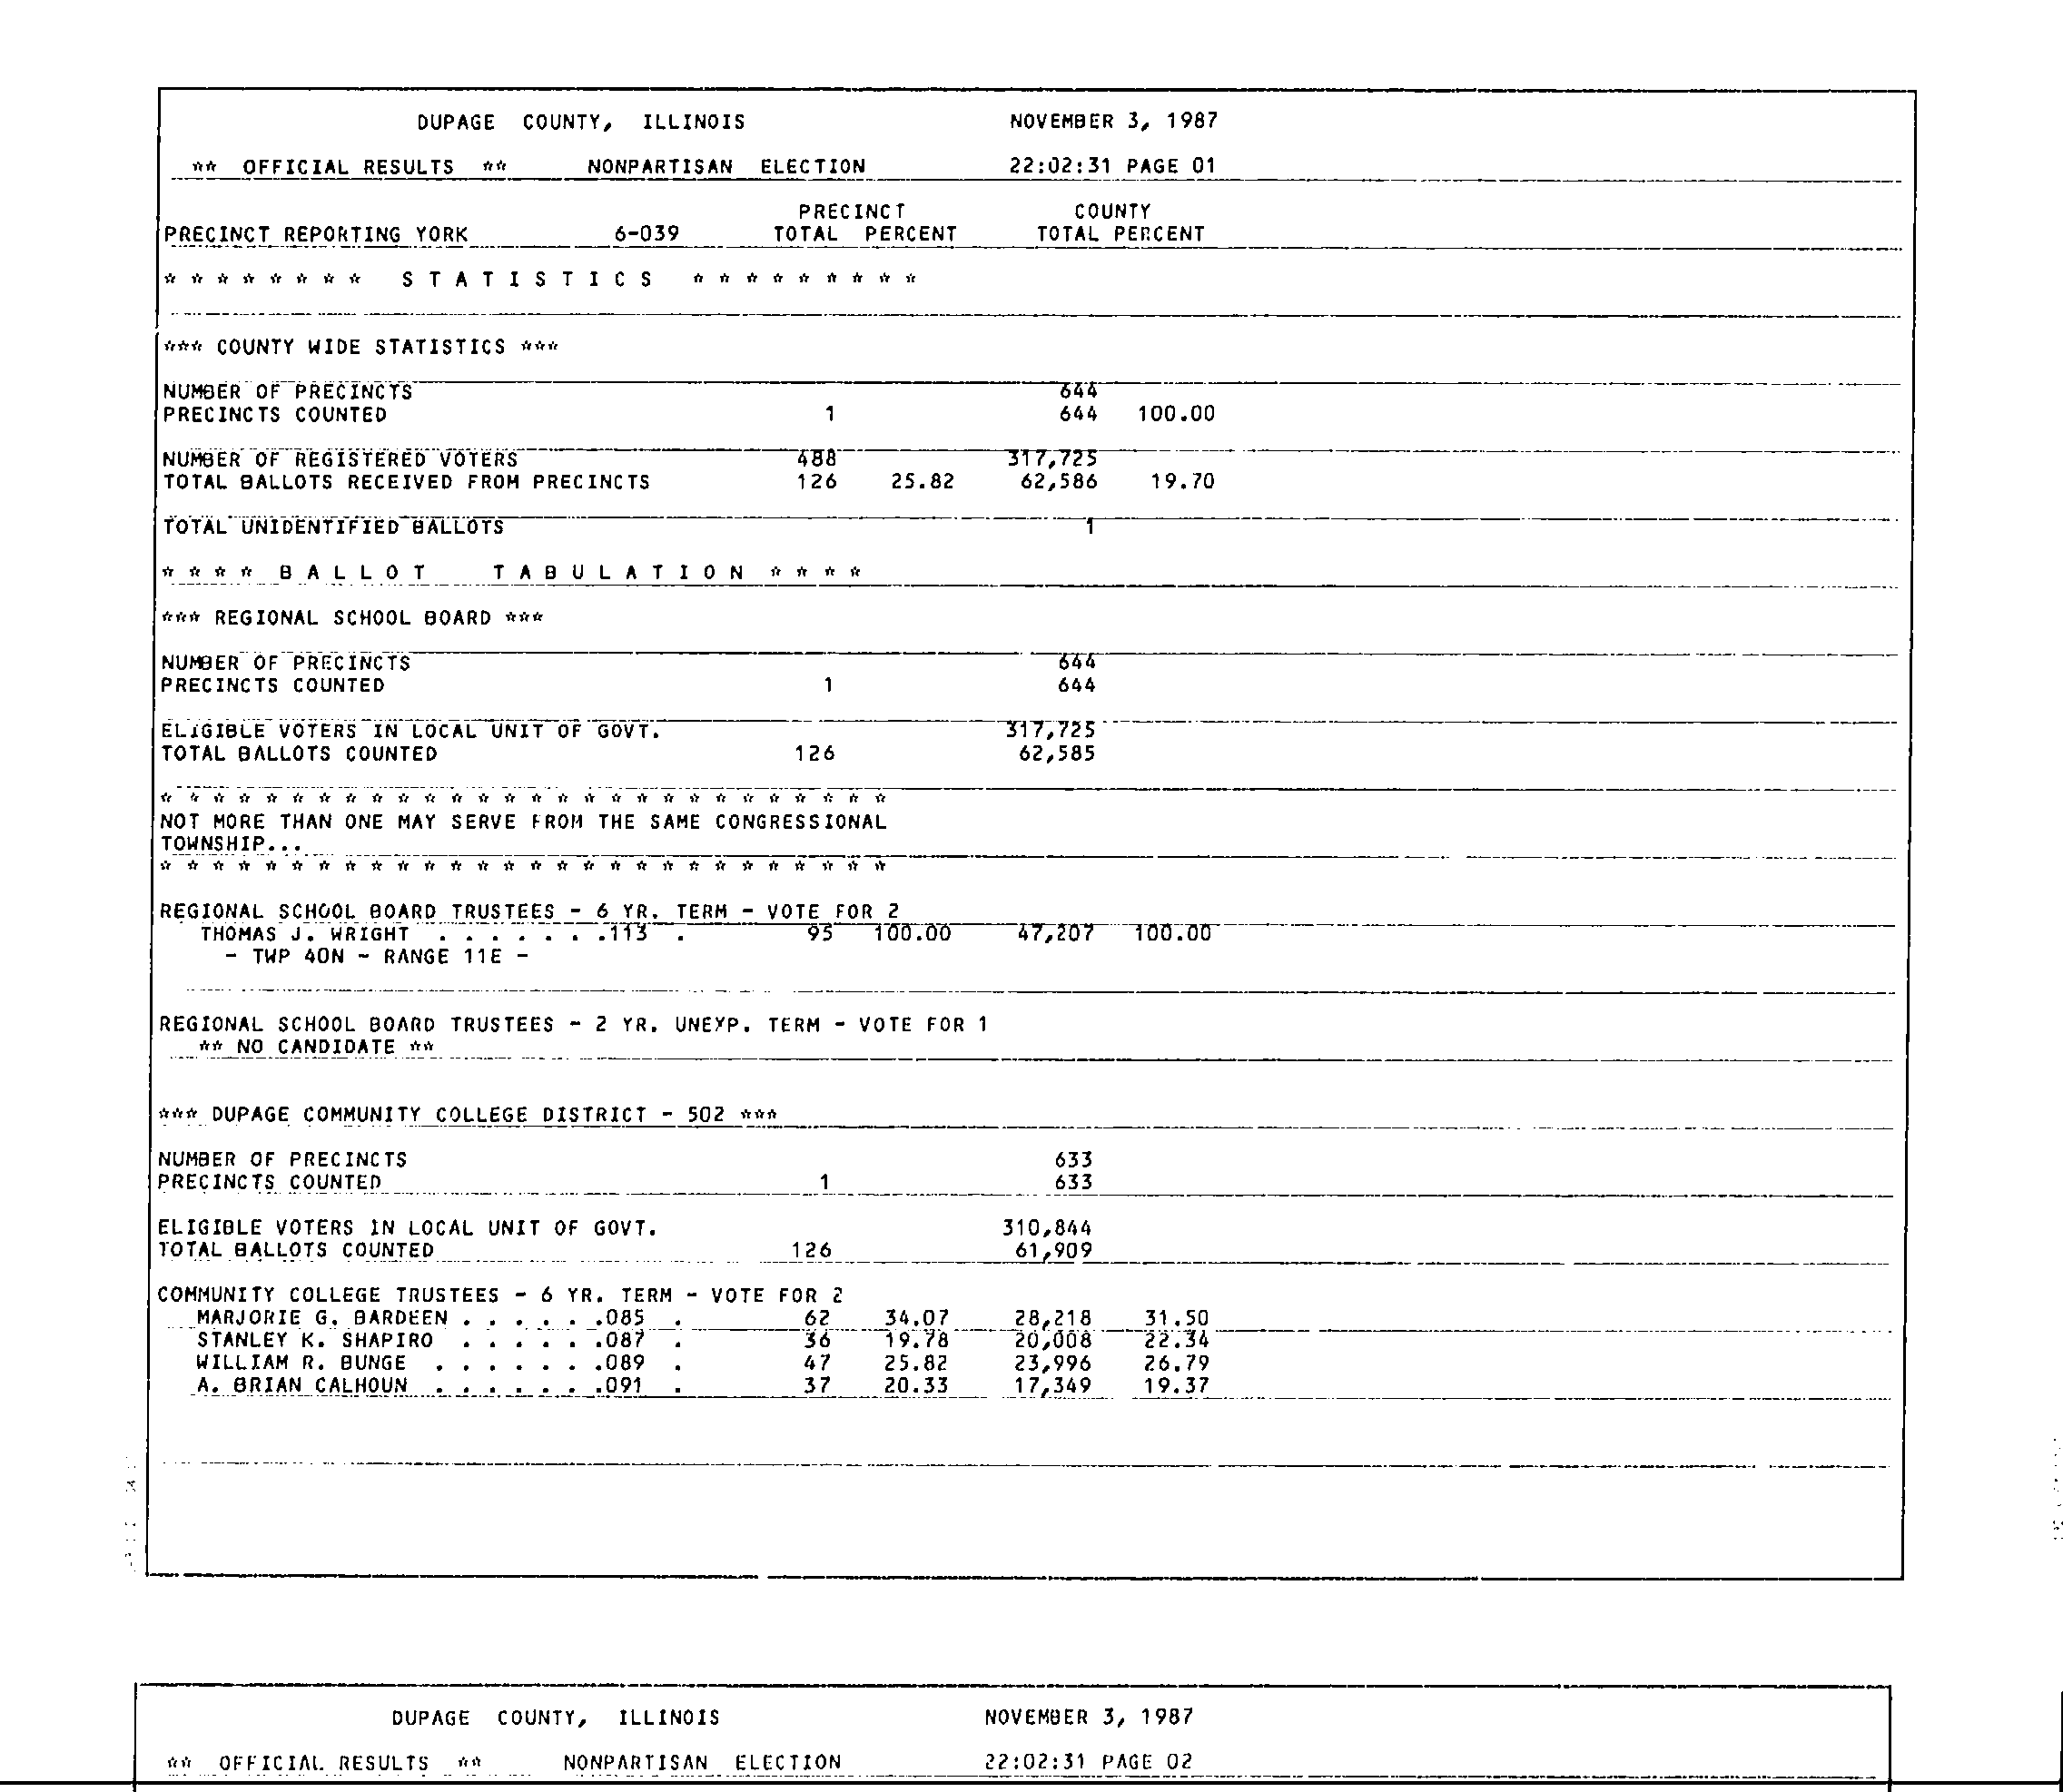 DUPAGE COUNTY, ILLINOIS NOVEMBER 3, 1987
** OFFICIAL RESULTS ** NONPARTISAN ELECTION 22:02:31 PAGE 01
PRECINCT COUNTY
PRECINCT REPORTING YORK 6-039 TOTAL PERCENT TOTAL PERCENT
* * * * * * * * S T A T I S T I C S * * * * * * * * *
*** COUNTY WIDE STATISTICS ***
NUMBER OF PRECINCTS 644
PRECINCTS COUNTED 1 644 100.00
NUMBER OF REGISTERED VOTERS 488 317,725
TOTAL BALLOTS RECEIVED FROM PRECINCTS 126 25.82 62,586 19.70
TOTAL UNIDENTIFIED BALLOTS 1
* * * * B A L L O T T A B U L A T I O N * * * *
*** REGIONAL SCHOOL BOARD ***
NUMBER OF PRECINCTS 644
PRECINCTS COUNTED 1 644
ELIGIBLE VOTERS IN LOCAL UNIT OF GOVT. 317,725
TOTAL BALLOTS COUNTED 126 62,585
* * * * * * * * * * * * * * * * * * * * * * * * * * * *
NOT MORE THAN ONE MAY SERVE FROM THE SAME CONGRESSIONAL
TOWNSHIP...
* * * * * * * * * * * * * * * * * * * * * * * * * * * *
REGIONAL SCHOOL BOARD TRUSTEES - 6 YR. TERM - VOTE FOR 2
THOMAS J. WRIGHT . . . . . . .113 . 95 100.00 47,207 100.00
- TWP 40N - RANGE 11E -
REGIONAL SCHOOL BOARD TRUSTEES - 2 YR. UNEXP. TERM - VOTE FOR 1
** NO CANDIDATE **
*** DUPAGE COMMUNITY COLLEGE DISTRICT - 502 ***
NUMBER OF PRECINCTS 633
PRECINCTS COUNTED 1 633
ELIGIBLE VOTERS IN LOCAL UNIT OF GOVT. 310,844
TOTAL BALLOTS COUNTED 126 61,909
COMMUNITY COLLEGE TRUSTEES - 6 YR. TERM - VOTE FOR 2
MARJORIE G. BARDEEN . . . . . .085 . 62 34.07 28,218 31.50
STANLEY K. SHAPIRO . . . . . .087 . 36 19.78 20,008 22.34
WILLIAM R. BUNGE . . . . . . .089 . 47 25.82 23,996 26.79
A. BRIAN CALHOUN . . . . . . .091 . 37 20.33 17,349 19.37
DUPAGE COUNTY, ILLINOIS NOVEMBER 3, 1987
** OFFICIAL RESULTS ** NONPARTISAN ELECTION 22:02:31 PAGE 02